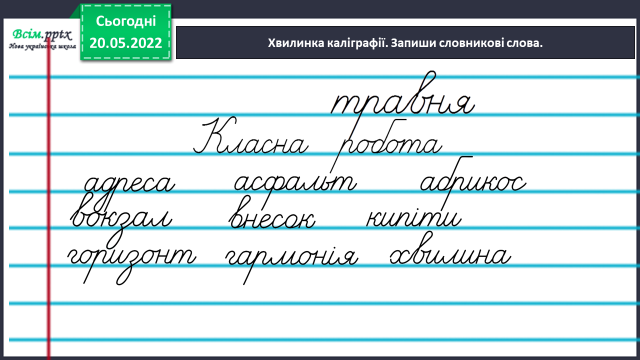 Всім.pptx
Нова українська школа
Сьогодні
20.05.2022
Хвилинка каліграфії. Запиши словникові слова.
травня
Класна робота
адреса асфальт абрикос
вокзал внесок кипіти
горизонт гармонія хвилина